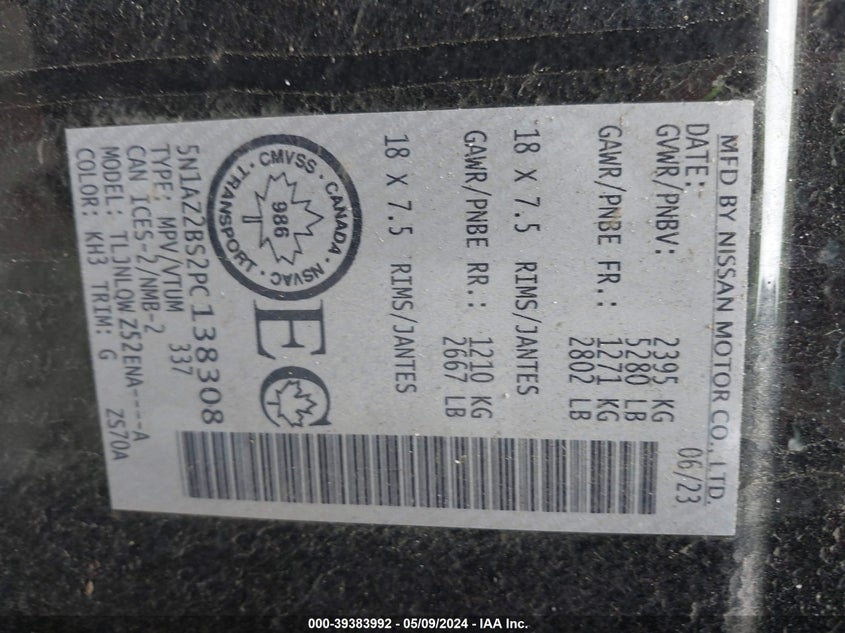 MFD BY NISSAN MOTOR CO., LTD.
DATE: 06/23
GVWR/PNBV: 2395 KG
5280 LB
GAWR/PNBE FR.: 1271 KG
2802 LB
18 X 7.5 RIMS/JANTES
GAWR/PNBE RR.: 1210 KG
2667 LB
18 X 7.5 RIMS/JANTES
CMVSS · CANADA · NSVAC · TRANSPORT ·
986
EC
5N1AZ2BS2PC138308
TYPE: MPV/VTUM 337
CAN ICES-2/NMB-2
MODEL: TLJNLQWZ52ENA----A
COLOR: KH3 TRIM: G ZS70A
000-39383992 - 05/09/2024 - IAA Inc.